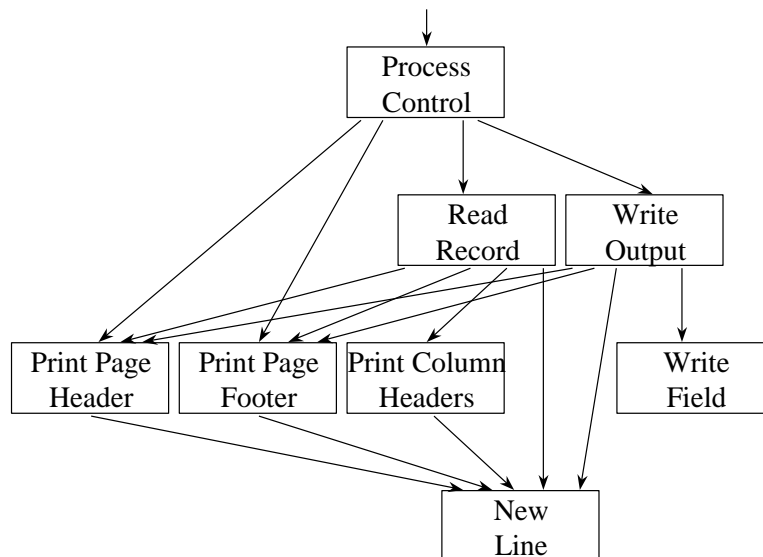 Process
Control
Read
Record
Write
Output
Print Page
Header
Print Page
Footer
Print Column
Headers
Write
Field
New
Line